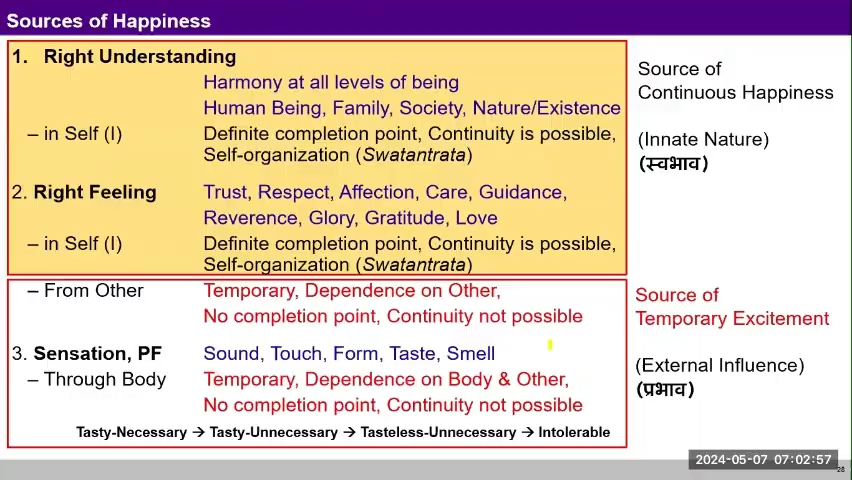 Sources of Happiness
1. Right Understanding
Harmony at all levels of being
Human Being, Family, Society, Nature/Existence
– in Self (I) Definite completion point, Continuity is possible,
Self-organization (Swatantrata)
2. Right Feeling Trust, Respect, Affection, Care, Guidance,
Reverence, Glory, Gratitude, Love
– in Self (I) Definite completion point, Continuity is possible,
Self-organization (Swatantrata)
Source of
Continuous Happiness
(Innate Nature)
(स्वभाव)
– From Other Temporary, Dependence on Other,
No completion point, Continuity not possible
3. Sensation, PF Sound, Touch, Form, Taste, Smell
– Through Body Temporary, Dependence on Body & Other,
No completion point, Continuity not possible
Tasty-Necessary → Tasty-Unnecessary → Tasteless-Unnecessary → Intolerable
Source of
Temporary Excitement
(External Influence)
(प्रभाव)
2024-05-07 07:02:57
28